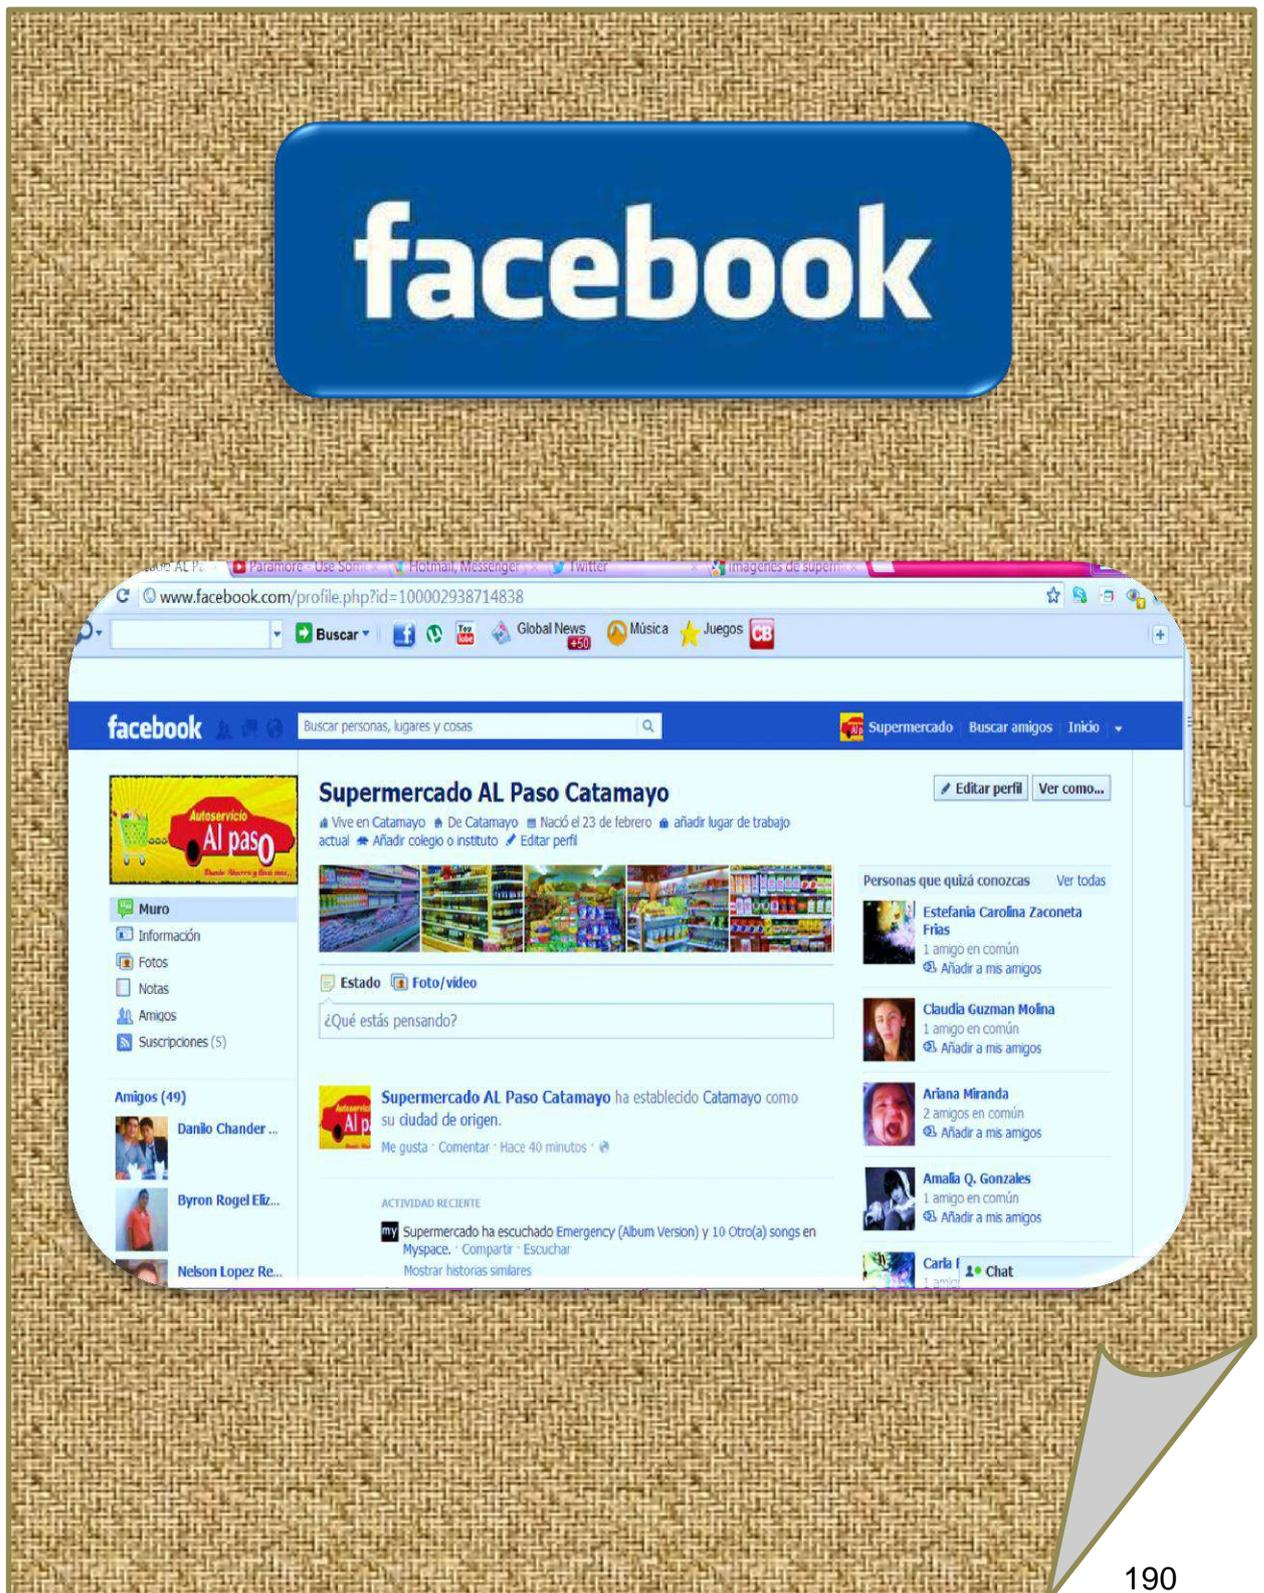 facebook
Paramore - Use Som
Hotmail, Messenger
Twitter
Imágenes de superm
www.facebook.com/profile.php?id=100002938714838
Buscar
You
Tube
Global News
+50
Música
Juegos
CB
facebook
Buscar personas, lugares y cosas
Supermercado
Buscar amigos
Inicio
Autoservicio
Al paso
Supermercado AL Paso Catamayo
Editar perfil
Ver como...
Vive en Catamayo De Catamayo Nació el 23 de febrero añadir lugar de trabajo
actual Añadir colegio o instituto Editar perfil
Muro
Información
Fotos
Notas
Amigos
Suscripciones (5)
Amigos (49)
Danilo Chander ...
Byron Rogel Eliz...
Nelson Lopez Re...
Estado Foto/vídeo
¿Qué estás pensando?
Supermercado AL Paso Catamayo ha establecido Catamayo como
su ciudad de origen.
Me gusta · Comentar · Hace 40 minutos ·
ACTIVIDAD RECIENTE
my
Supermercado ha escuchado Emergency (Album Version) y 10 Otro(a) songs en
Myspace. · Compartir · Escuchar
Mostrar historias similares
Personas que quizá conozcas
Ver todas
Estefania Carolina Zaconeta
Frias
1 amigo en común
Añadir a mis amigos
Claudia Guzman Molina
1 amigo en común
Añadir a mis amigos
Ariana Miranda
2 amigos en común
Añadir a mis amigos
Amalia Q. Gonzales
1 amigo en común
Añadir a mis amigos
Carla
Chat
190